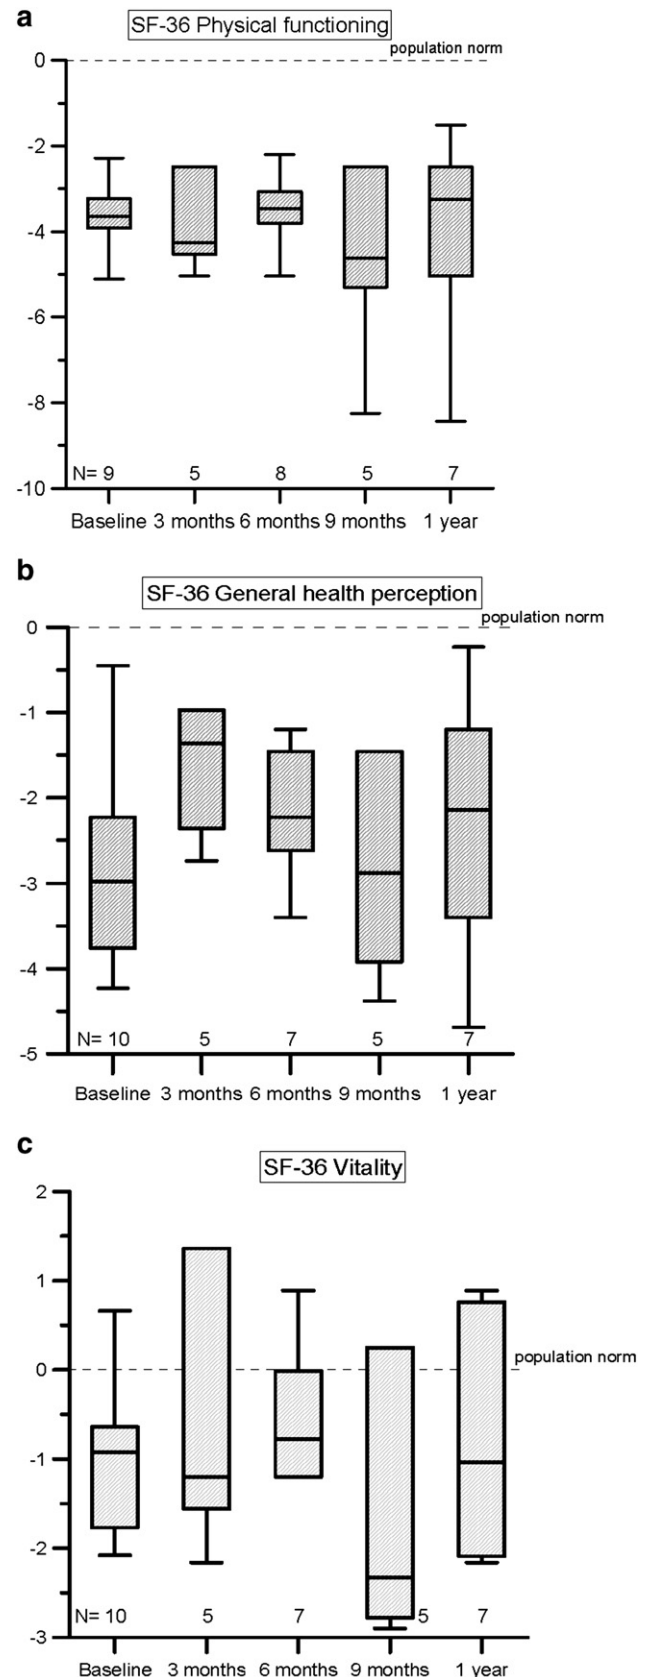 a
SF-36 Physical functioning
population norm
0
-2
-4
-6
-8
N= 9 5 8 5 7
-10
Baseline 3 months 6 months 9 months 1 year
b
SF-36 General health perception
population norm
0
-1
-2
-3
-4
N= 10 5 7 5 7
-5
Baseline 3 months 6 months 9 months 1 year
c
SF-36 Vitality
2
1
population norm
0
-1
-2
N= 10 5 7 5 7
-3
Baseline 3 months 6 months 9 months 1 year